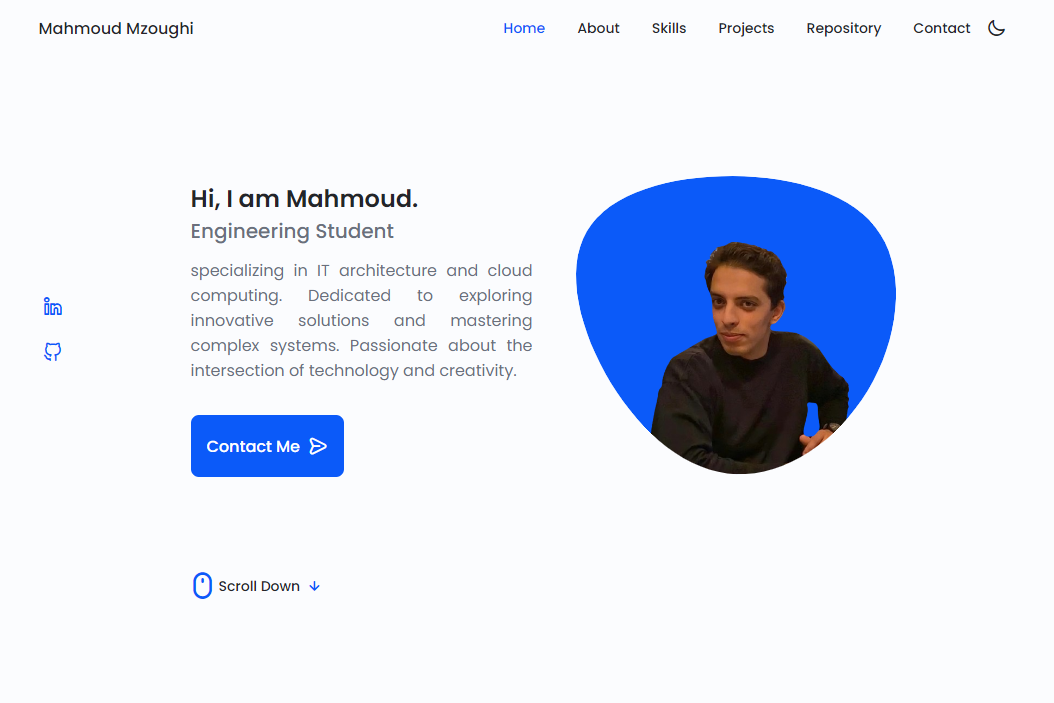 Mahmoud Mzoughi
Home About Skills Projects Repository Contact
Hi, I am Mahmoud.
Engineering Student
specializing in IT architecture and cloud
computing. Dedicated to exploring
innovative solutions and mastering
complex systems. Passionate about the
intersection of technology and creativity.
Contact Me
Scroll Down